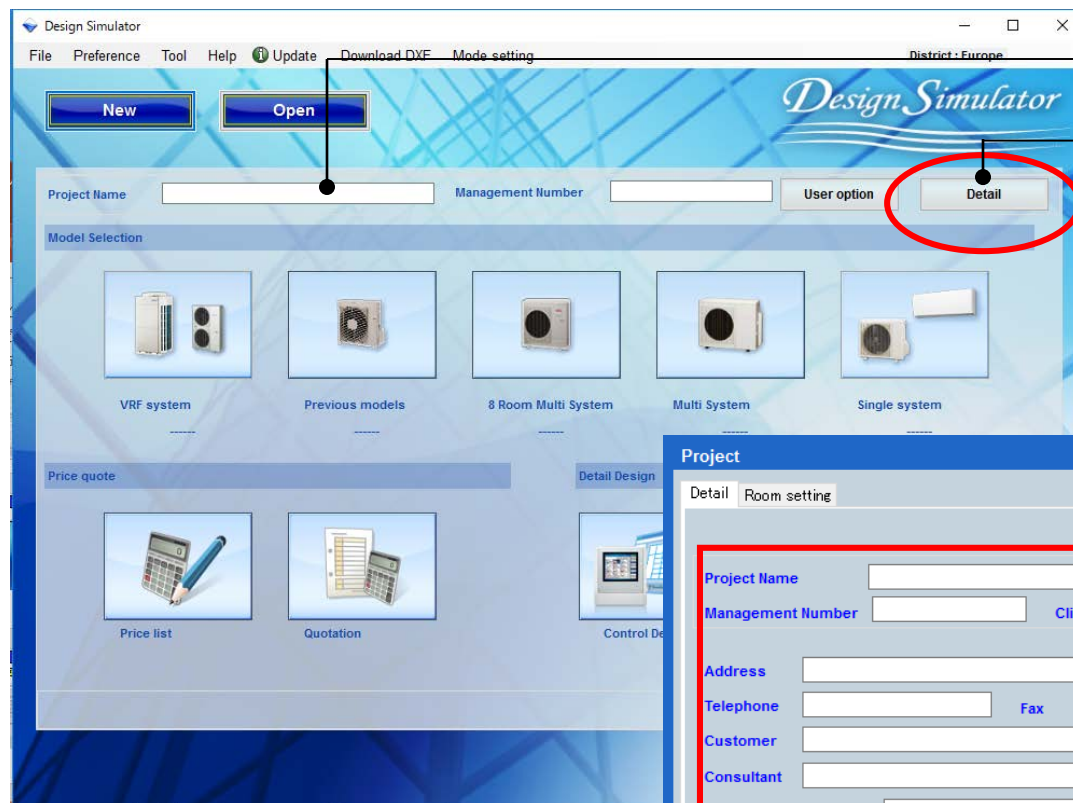 Design Simulator
File Preference Tool Help Update Download DXF Mode setting District : Europe
New Open Design Simulator
Project Name Management Number User option Detail
Model Selection
VRF system Previous models 8 Room Multi System Multi System Single system
------ ------ ------ ------ ------
Price quote Detail Design
Price list Quotation
Project
Detail Room setting
Project Name
Management Number
Address
Telephone Fax
Customer
Consultant